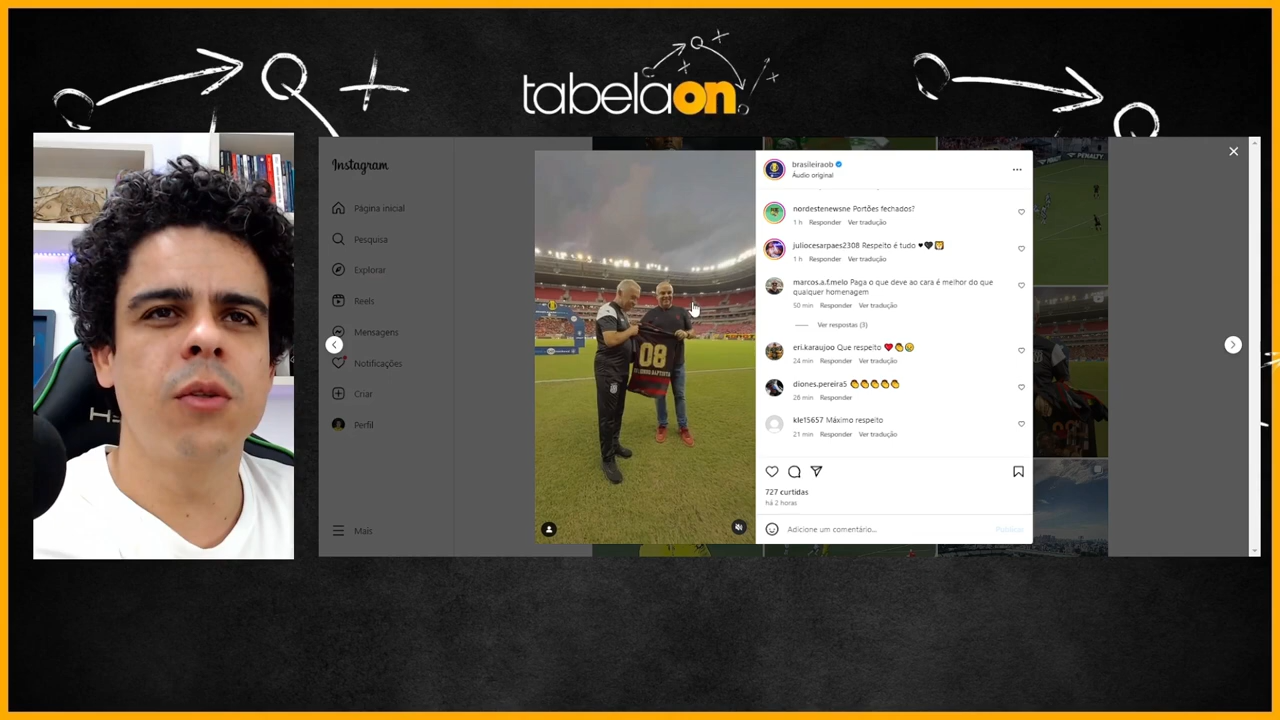 tabelaon
Instagram
Página inicial
Pesquisa
Explorar
Reels
Mensagens
Notificações
Criar
Perfil
Mais
08
brasileiraob
Áudio original
nordestenewsne Portões fechados?
1 h Responder Ver tradução
juliocesarpaes2308 Respeito é tudo ♥🖤🐯
1 h Responder Ver tradução
marcos.a.f.melo Paga o que deve ao cara é melhor do que
qualquer homenagem
50 min Responder Ver tradução
Ver respostas (3)
eri.karaujoo Que respeito ❤👏🥲
24 min Responder Ver tradução
diones.pereira5 👏👏👏👏👏
26 min Responder
kle15657 Máximo respeito
21 min Responder Ver tradução
727 curtidas
há 2 horas
Adicione um comentário...
Publicar
PENALTY